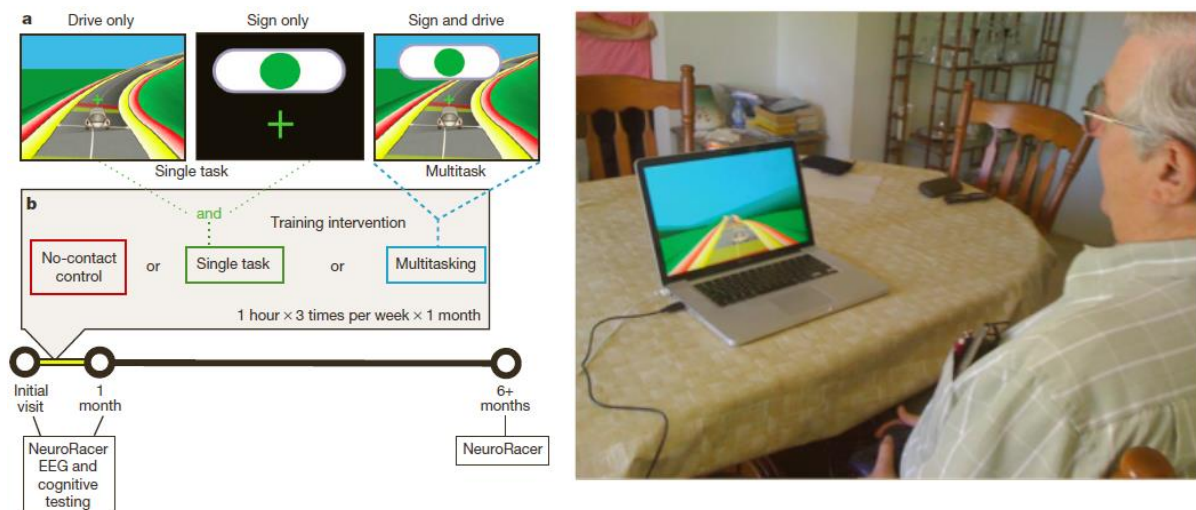 a
Drive only
Sign only
Sign and drive
Single task
Multitask
b
and
Training intervention
No-contact
control
or
Single task
or
Multitasking
1 hour × 3 times per week × 1 month
Initial
visit
1
month
6+
months
NeuroRacer
EEG and
cognitive
testing
NeuroRacer